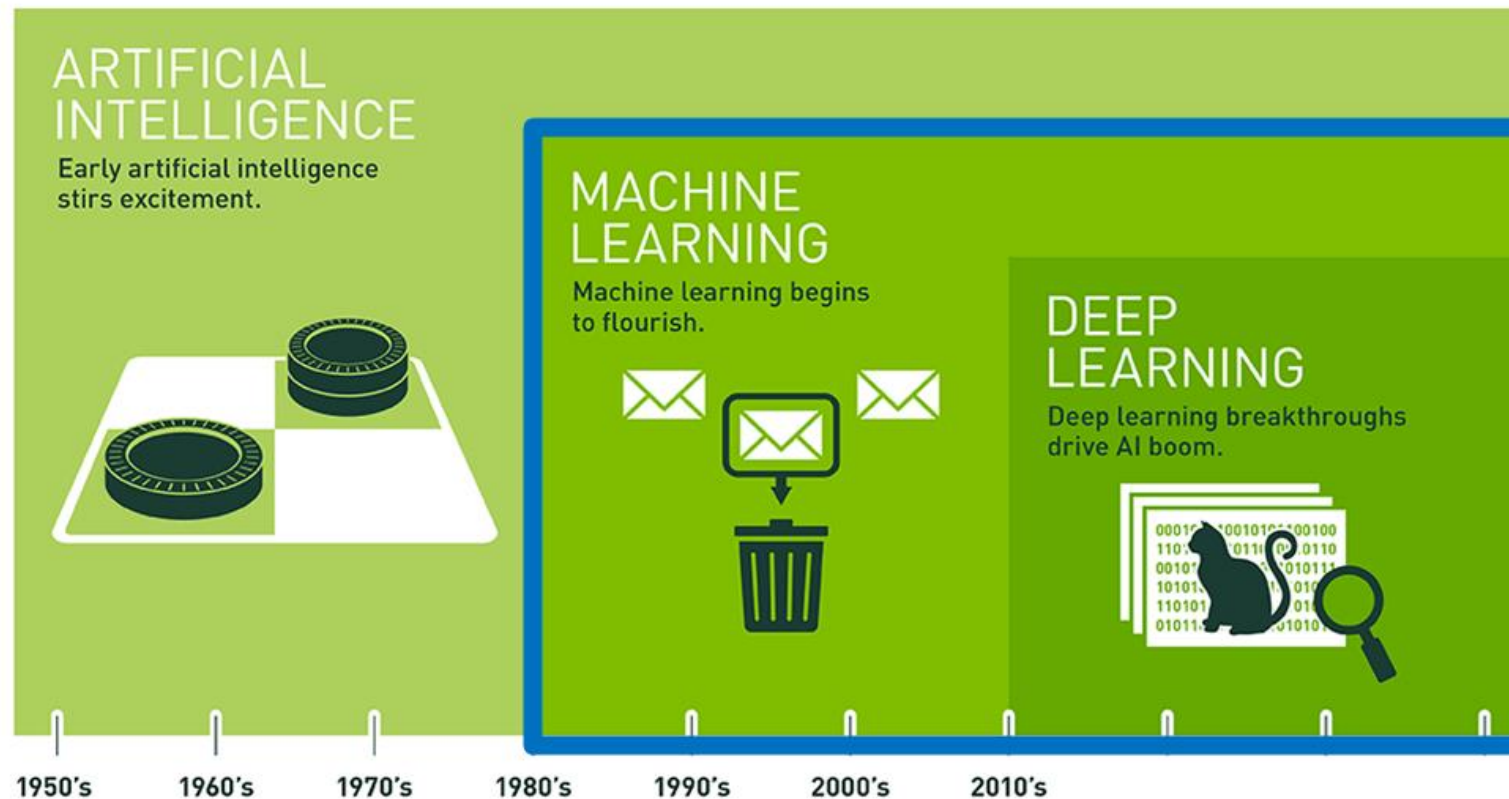 ARTIFICIAL
INTELLIGENCE
Early artificial intelligence
stirs excitement.
MACHINE
LEARNING
Machine learning begins
to flourish.
DEEP
LEARNING
Deep learning breakthroughs
drive AI boom.
1950's 1960's 1970's 1980's 1990's 2000's 2010's